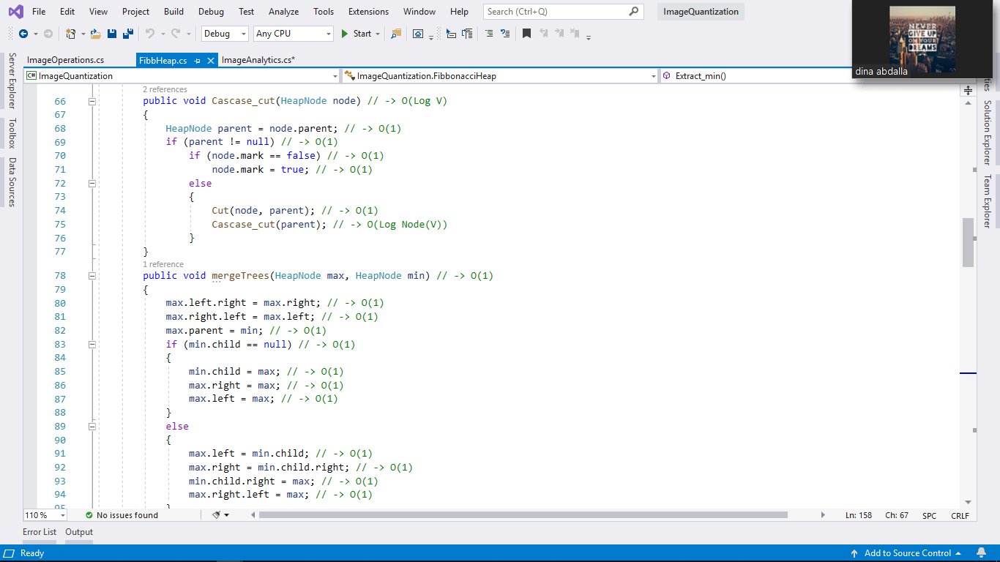 File Edit View Project Build Debug Test Analyze Tools Extensions Window Help Search (Ctrl+Q) ImageQuantization
Debug Any CPU Start
NEVER
GIVE UP
ON YOUR
DREAMS
dina abdalla
ImageOperations.cs FibbHeap.cs ImageAnalytics.cs*
C# ImageQuantization ImageQuantization.FibbonacciHeap Extract_min()
Server Explorer
Toolbox
Data Sources
2 references
66 public void Cascase_cut(HeapNode node) // -> O(Log V)
67 {
68 HeapNode parent = node.parent; // -> O(1)
69 if (parent != null) // -> O(1)
70 if (node.mark == false) // -> O(1)
71 node.mark = true; // -> O(1)
72 else
73 {
74 Cut(node, parent); // -> O(1)
75 Cascase_cut(parent); // -> O(Log Node(V))
76 }
77 }
1 reference
78 public void mergeTrees(HeapNode max, HeapNode min) // -> O(1)
79 {
80 max.left.right = max.right; // -> O(1)
81 max.right.left = max.left; // -> O(1)
82 max.parent = min; // -> O(1)
83 if (min.child == null) // -> O(1)
84 {
85 min.child = max; // -> O(1)
86 max.right = max; // -> O(1)
87 max.left = max; // -> O(1)
88 }
89 else
90 {
91 max.left = min.child; // -> O(1)
92 max.right = min.child.right; // -> O(1)
93 min.child.right = max; // -> O(1)
94 max.right.left = max; // -> O(1)
95 }
Solution Explorer
Team Explorer
110 % No issues found Ln: 158 Ch: 67 SPC CRLF
Error List Output
Ready Add to Source Control